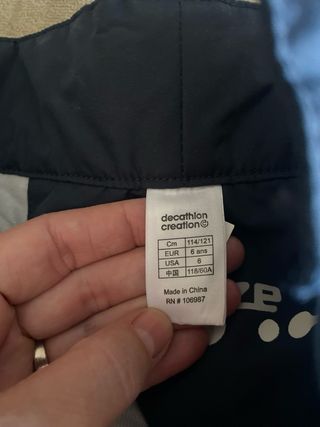 decathlon
creation©
Cm 114/121
EUR 6 ans
USA 6
中国 118/60A
Made in China
RN # 106987